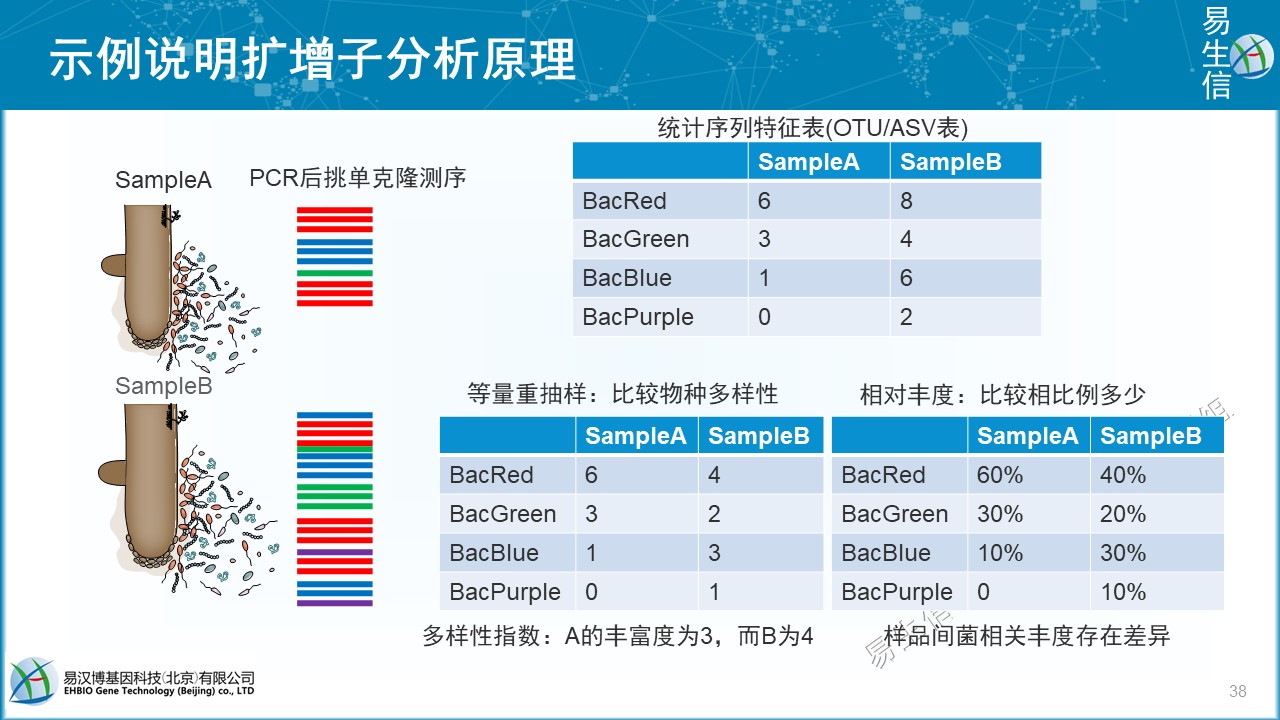 示例说明扩增子分析原理
易生信
统计序列特征表(OTU/ASV表)
SampleA SampleB
BacRed 6 8
BacGreen 3 4
BacBlue 1 6
BacPurple 0 2
SampleA
PCR后挑单克隆测序
SampleB
等量重抽样：比较物种多样性
SampleA SampleB
BacRed 6 4
BacGreen 3 2
BacBlue 1 3
BacPurple 0 1
多样性指数：A的丰富度为3，而B为4
相对丰度：比较相比例多少
SampleA SampleB
BacRed 60% 40%
BacGreen 30% 20%
BacBlue 10% 30%
BacPurple 0 10%
样品间菌相关丰度存在差异
易生信
易汉博基因科技(北京)有限公司
EHBIO Gene Technology (Beijing) co., LTD
38